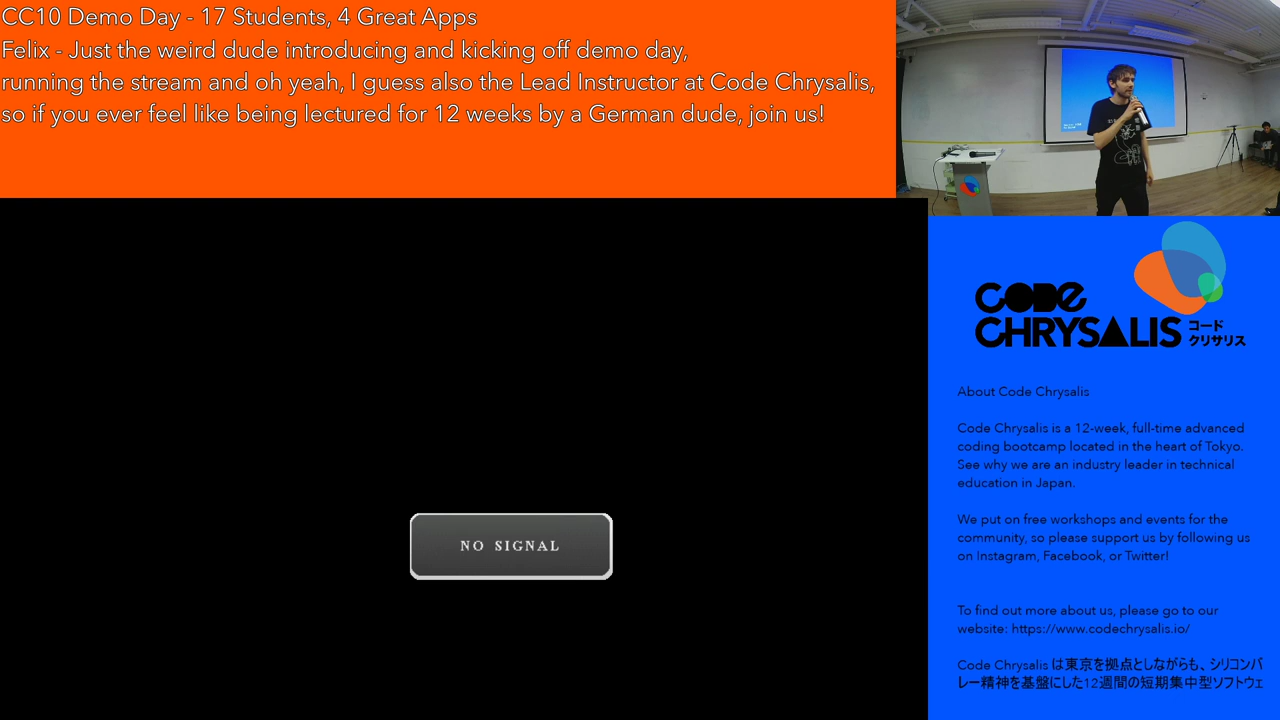 CC10 Demo Day - 17 Students, 4 Great Apps
Felix - Just the weird dude introducing and kicking off demo day,
running the stream and oh yeah, I guess also the Lead Instructor at Code Chrysalis,
so if you ever feel like being lectured for 12 weeks by a German dude, join us!
NO SIGNAL
CODE
CHRYSALIS
コード
クリサリス
About Code Chrysalis
Code Chrysalis is a 12-week, full-time advanced
coding bootcamp located in the heart of Tokyo.
See why we are an industry leader in technical
education in Japan.
We put on free workshops and events for the
community, so please support us by following us
on Instagram, Facebook, or Twitter!
To find out more about us, please go to our
website: https://www.codechrysalis.io/
Code Chrysalis は東京を拠点としながらも、シリコンバ
レー精神を基盤にした12週間の短期集中型ソフトウェ